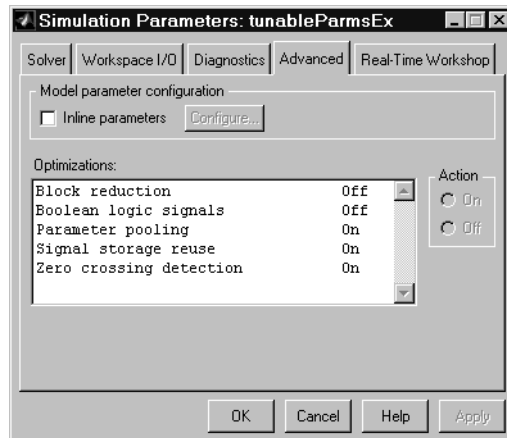 Simulation Parameters: tunableParmsEx
Solver Workspace I/O Diagnostics Advanced Real-Time Workshop
Model parameter configuration
Inline parameters Configure...
Optimizations:
Block reduction Off
Boolean logic signals Off
Parameter pooling On
Signal storage reuse On
Zero crossing detection On
Action
On
Off
OK Cancel Help Apply